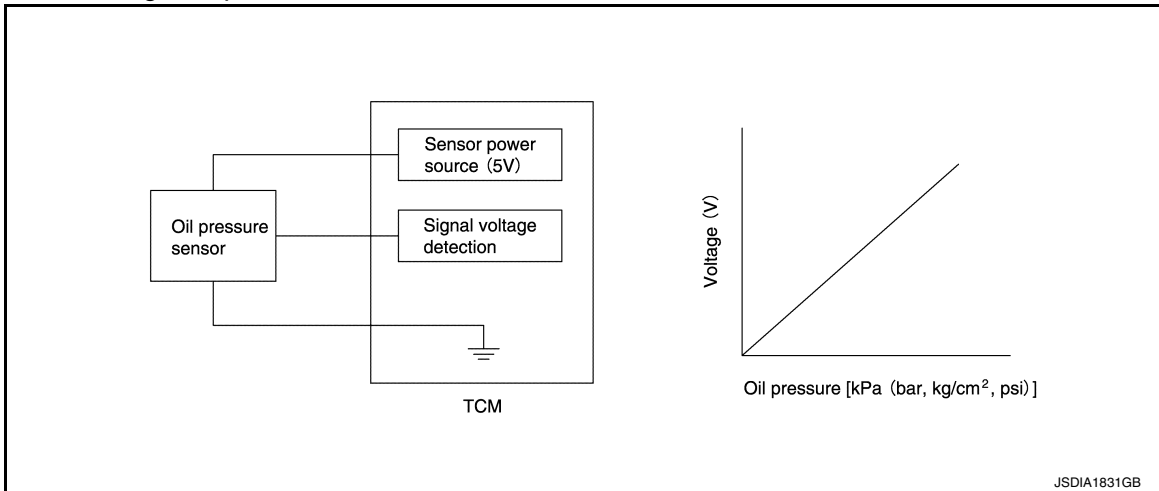 Sensor power
source (5V)
Oil pressure
sensor
Signal voltage
detection
TCM
Voltage (V)
Oil pressure [kPa (bar, kg/cm², psi)]
JSDIA1831GB